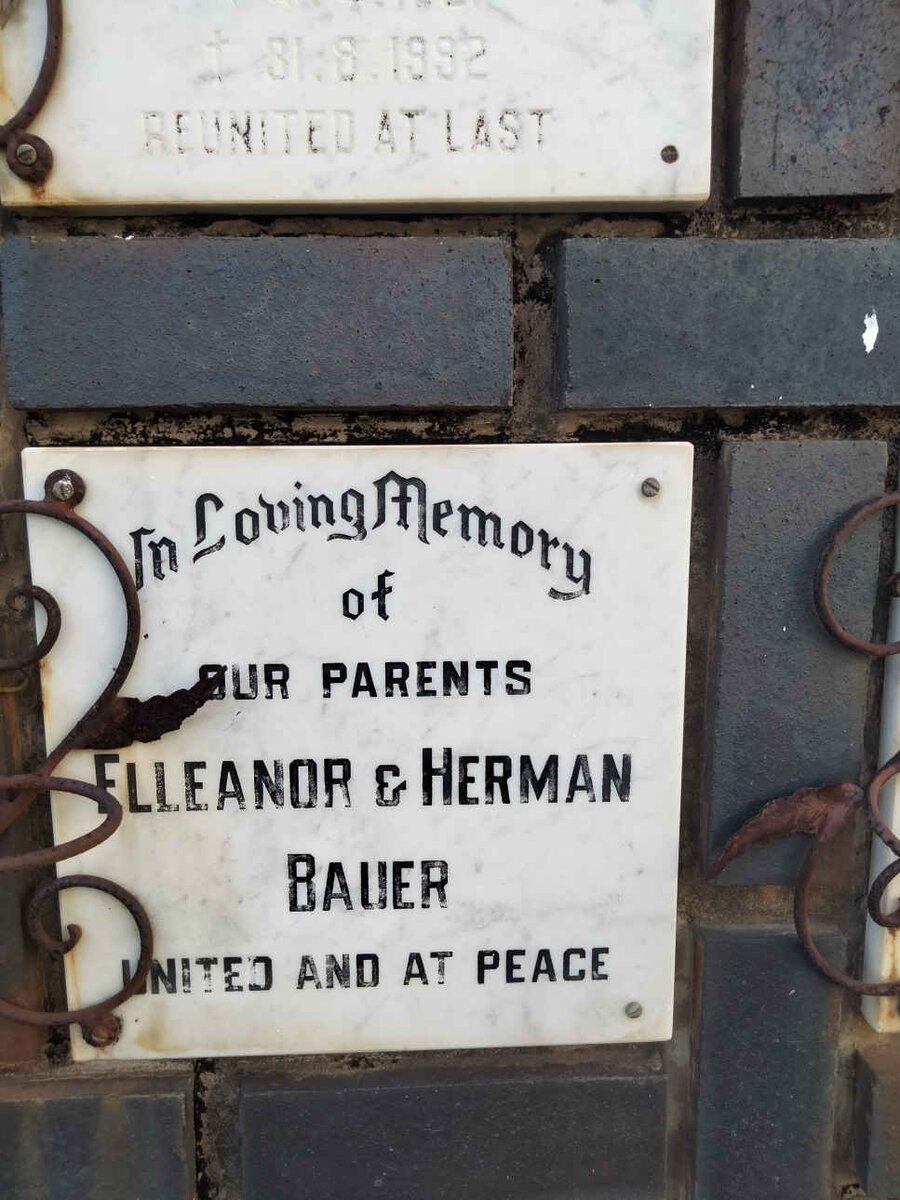 † 31.8.1992
REUNITED AT LAST
In Loving Memory
of
OUR PARENTS
ELLEANOR & HERMAN
BAUER
UNITED AND AT PEACE